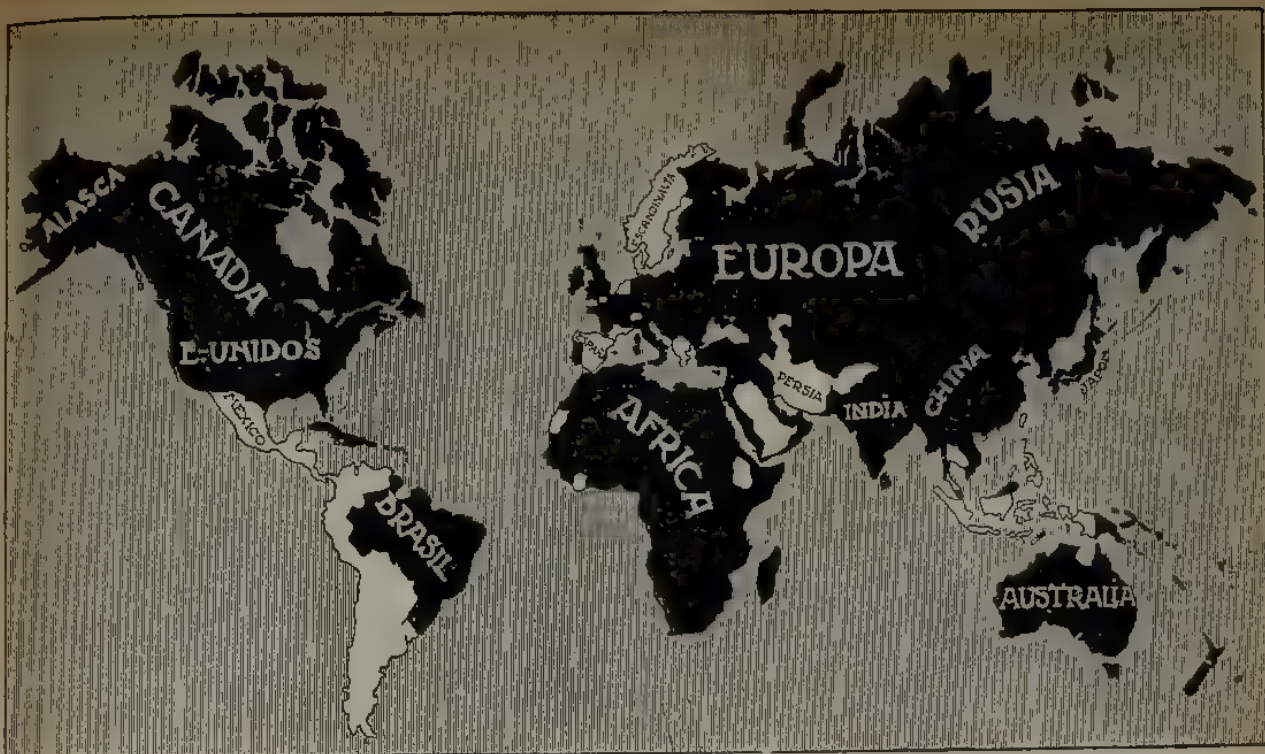 ALASCA
CANADA
E-UNIDOS
MEXICO
BRASIL
SCANDINAVIA
EUROPA
RUSIA
ESPAÑA
AFRICA
PERSIA
INDIA
CHINA
JAPON
AUSTRALIA